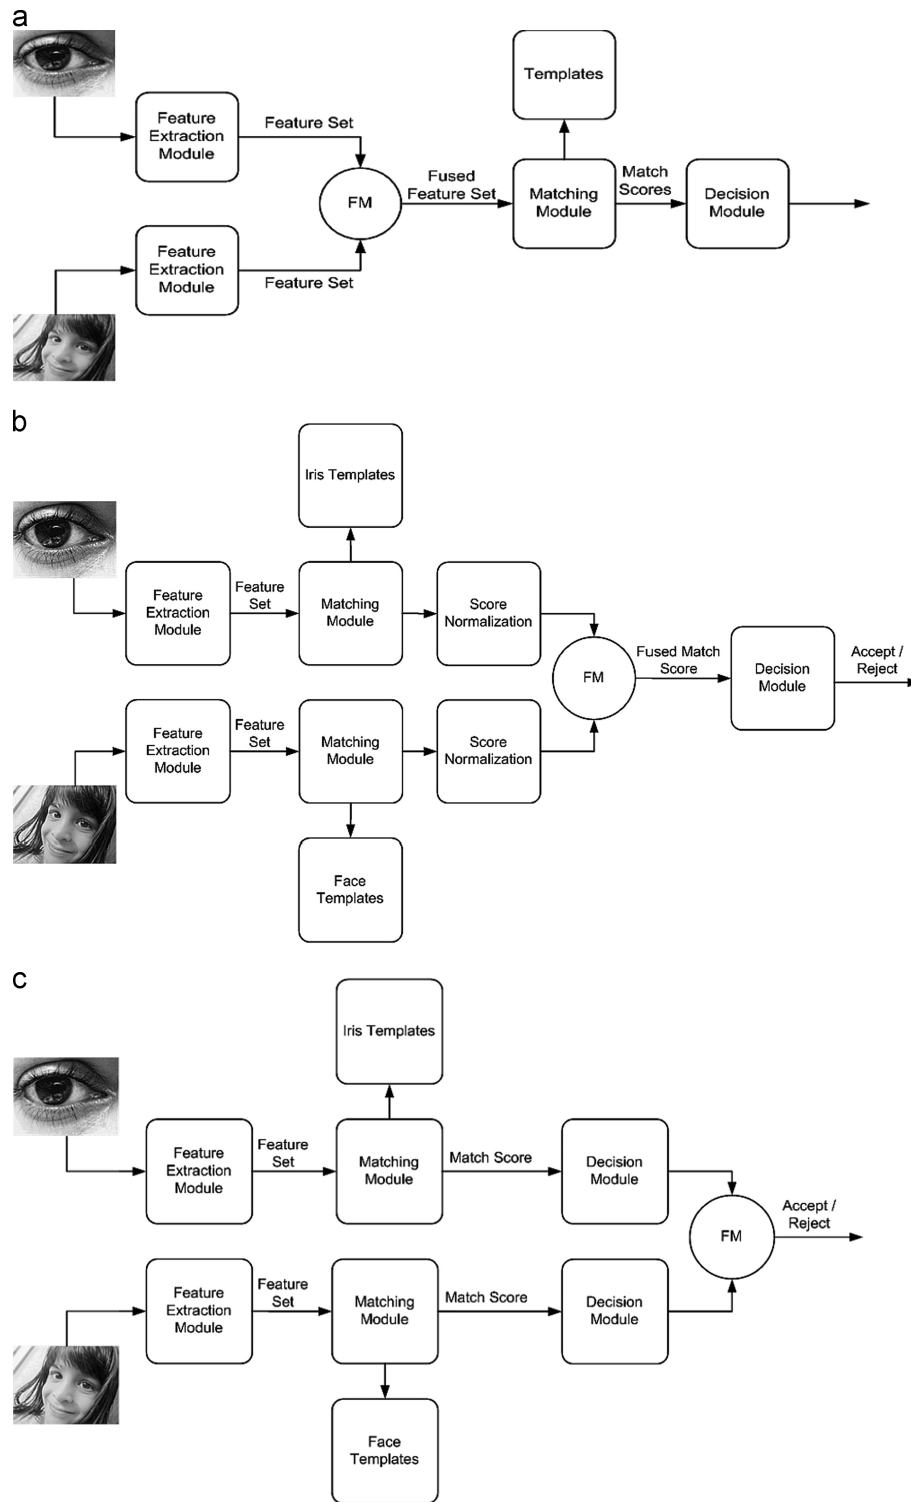 a
Templates
Feature
Extraction
Module
Feature Set
FM
Fused
Feature Set
Matching
Module
Match
Scores
Decision
Module
Feature
Extraction
Module
Feature Set
b
Iris Templates
Feature
Extraction
Module
Feature
Set
Matching
Module
Score
Normalization
FM
Fused Match
Score
Decision
Module
Accept /
Reject
Feature
Extraction
Module
Feature
Set
Matching
Module
Score
Normalization
Face
Templates
c
Iris Templates
Feature
Extraction
Module
Feature
Set
Matching
Module
Match Score
Decision
Module
FM
Accept /
Reject
Feature
Extraction
Module
Feature
Set
Matching
Module
Match Score
Decision
Module
Face
Templates